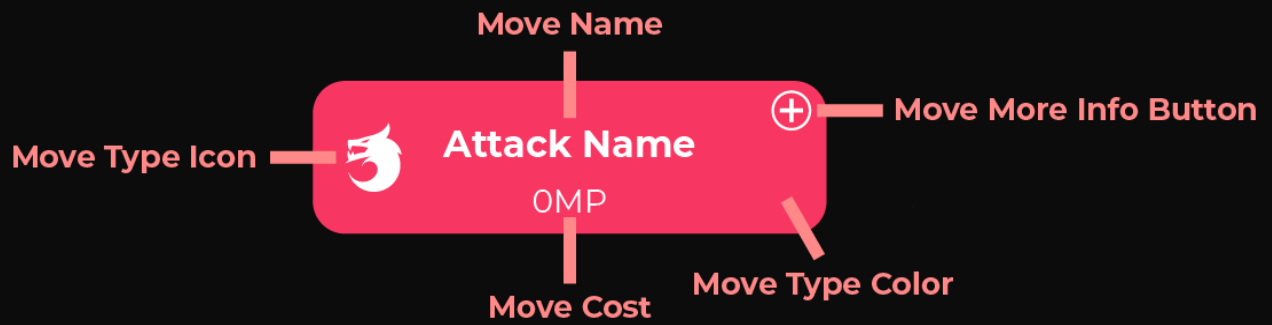 Move Name
Move More Info Button
Attack Name
Move Type Icon
0MP
Move Type Color
Move Cost